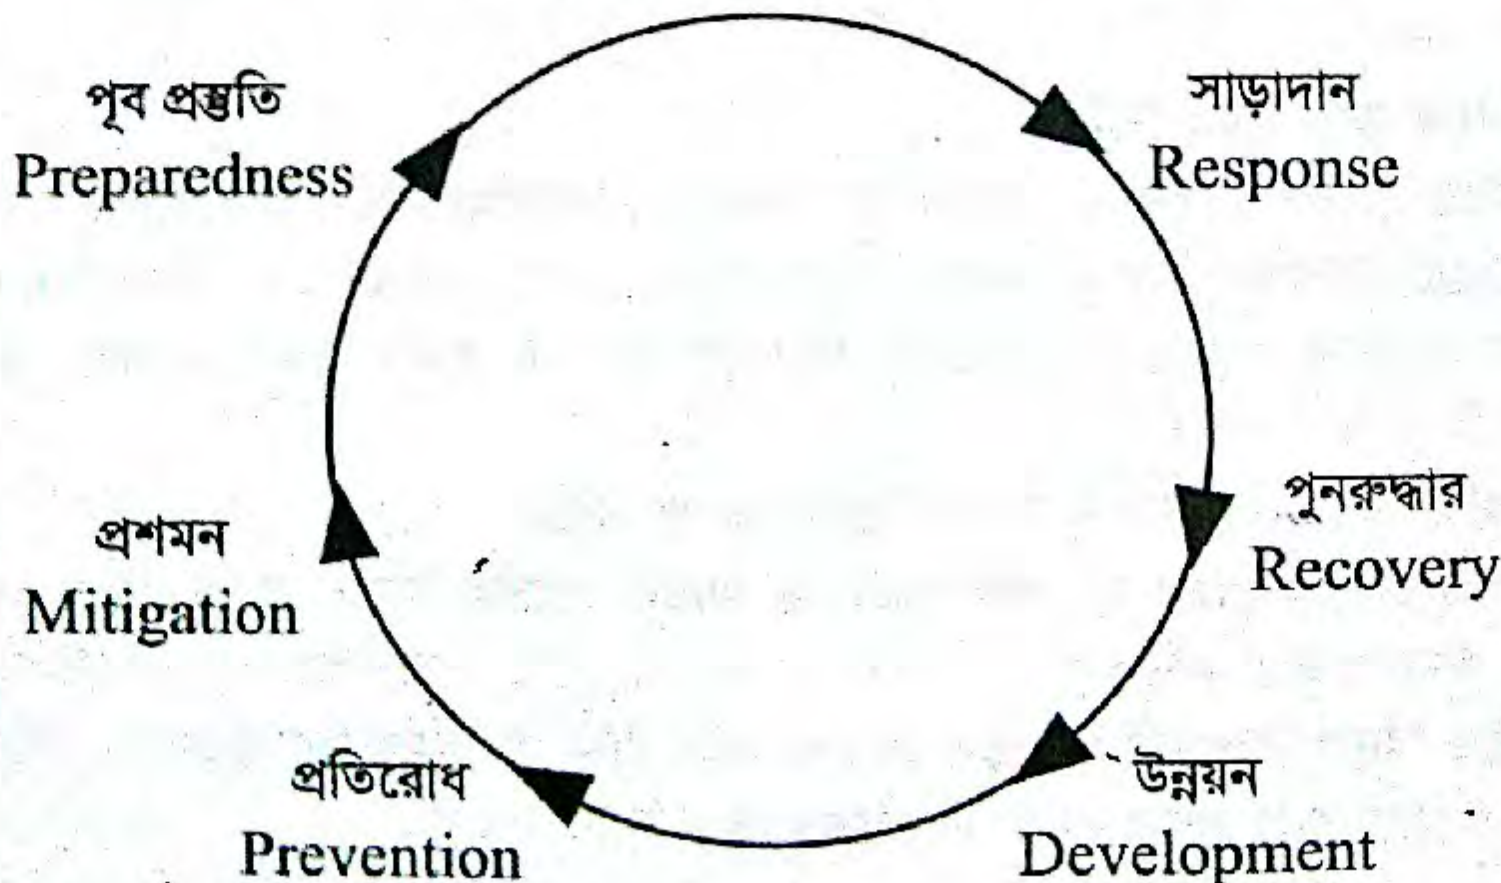 পূব প্রস্তুতি
Preparedness
সাড়াদান
Response
পুনরুদ্ধার
Recovery
উন্নয়ন
Development
প্রতিরোধ
Prevention
প্রশমন
Mitigation